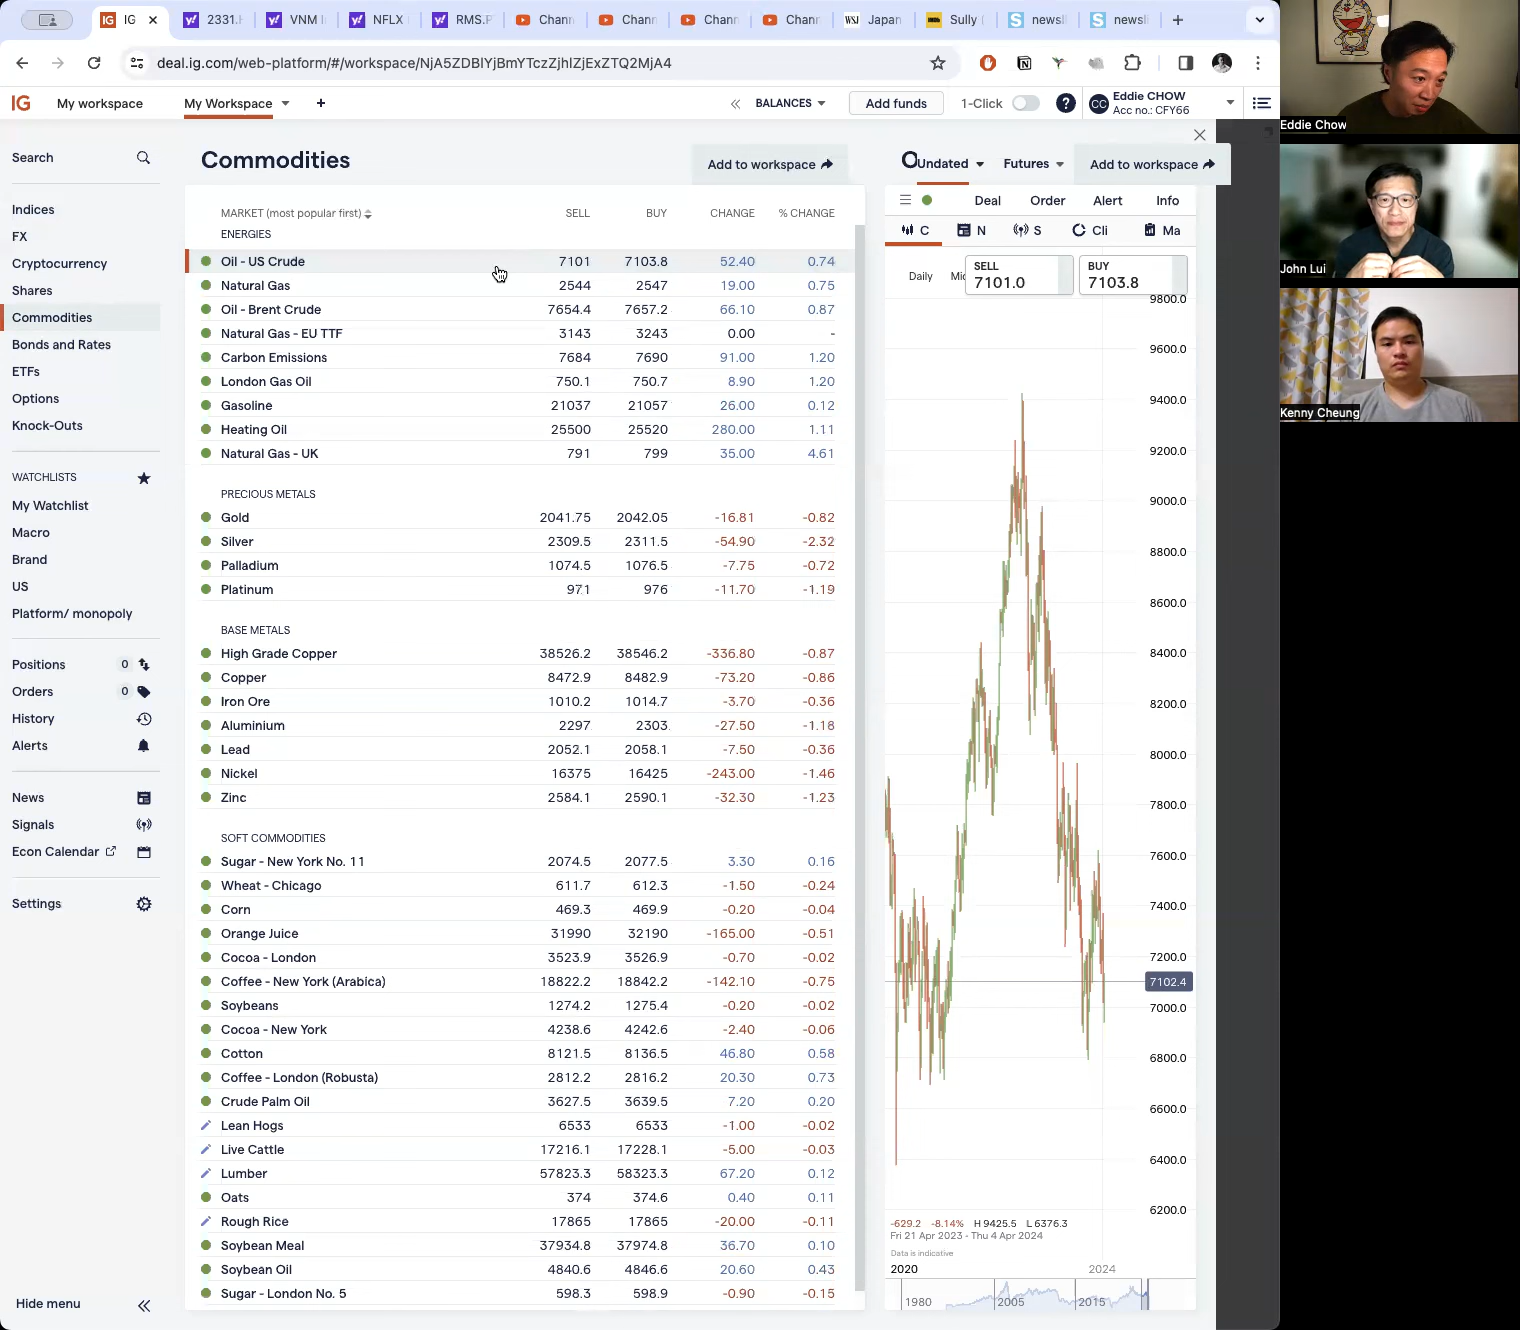 IG
2331.
VNM I
NFLX
RMS.P
Chann
Chann
Chann
Chann
WSJ Japan
Sully (
newsl
newsl
deal.ig.com/web-platform/#/workspace/NjA5ZDBlYjBmYTczZjhlZjExZTQ2MjA4
IG My workspace My Workspace + BALANCES Add funds 1-Click ? CC Eddie CHOW
Acc no.: CFY66
Search
Indices
FX
Cryptocurrency
Shares
Commodities
Bonds and Rates
ETFs
Options
Knock-Outs
WATCHLISTS
My Watchlist
Macro
Brand
US
Platform/ monopoly
Positions 0
Orders 0
History
Alerts
News
Signals
Econ Calendar
Settings
Hide menu
Commodities Add to workspace
MARKET (most popular first) SELL BUY CHANGE % CHANGE
ENERGIES
Oil - US Crude 7101 7103.8 52.40 0.74
Natural Gas 2544 2547 19.00 0.75
Oil - Brent Crude 7654.4 7657.2 66.10 0.87
Natural Gas - EU TTF 3143 3243 0.00 -
Carbon Emissions 7684 7690 91.00 1.20
London Gas Oil 750.1 750.7 8.90 1.20
Gasoline 21037 21057 26.00 0.12
Heating Oil 25500 25520 280.00 1.11
Natural Gas - UK 791 799 35.00 4.61
PRECIOUS METALS
Gold 2041.75 2042.05 -16.81 -0.82
Silver 2309.5 2311.5 -54.90 -2.32
Palladium 1074.5 1076.5 -7.75 -0.72
Platinum 971 976 -11.70 -1.19
BASE METALS
High Grade Copper 38526.2 38546.2 -336.80 -0.87
Copper 8472.9 8482.9 -73.20 -0.86
Iron Ore 1010.2 1014.7 -3.70 -0.36
Aluminium 2297 2303 -27.50 -1.18
Lead 2052.1 2058.1 -7.50 -0.36
Nickel 16375 16425 -243.00 -1.46
Zinc 2584.1 2590.1 -32.30 -1.23
SOFT COMMODITIES
Sugar - New York No. 11 2074.5 2077.5 3.30 0.16
Wheat - Chicago 611.7 612.3 -1.50 -0.24
Corn 469.3 469.9 -0.20 -0.04
Orange Juice 31990 32190 -165.00 -0.51
Cocoa - London 3523.9 3526.9 -0.70 -0.02
Coffee - New York (Arabica) 18822.2 18842.2 -142.10 -0.75
Soybeans 1274.2 1275.4 -0.20 -0.02
Cocoa - New York 4238.6 4242.6 -2.40 -0.06
Cotton 8121.5 8136.5 46.80 0.58
Coffee - London (Robusta) 2812.2 2816.2 20.30 0.73
Crude Palm Oil 3627.5 3639.5 7.20 0.20
Lean Hogs 6533 6533 -1.00 -0.02
Live Cattle 17216.1 17228.1 -5.00 -0.03
Lumber 57823.3 58323.3 67.20 0.12
Oats 374 374.6 0.40 0.11
Rough Rice 17865 17865 -20.00 -0.11
Soybean Meal 37934.8 37974.8 36.70 0.10
Soybean Oil 4840.6 4846.6 20.60 0.43
Sugar - London No. 5 598.3 598.9 -0.90 -0.15
O Undated Futures Add to workspace
Deal Order Alert Info
C N S Cli Ma
Daily Mi SELL 7101.0 BUY 7103.8
9800.0
9600.0
9400.0
9200.0
9000.0
8800.0
8600.0
8400.0
8200.0
8000.0
7800.0
7600.0
7400.0
7200.0
7102.4
7000.0
6800.0
6600.0
6400.0
6200.0
-629.2 -8.14% H 9425.5 L 6376.3
Fri 21 Apr 2023 - Thu 4 Apr 2024
Data is indicative
2020 2024
1980 2005 2015
Eddie Chow
John Lui
Kenny Cheung